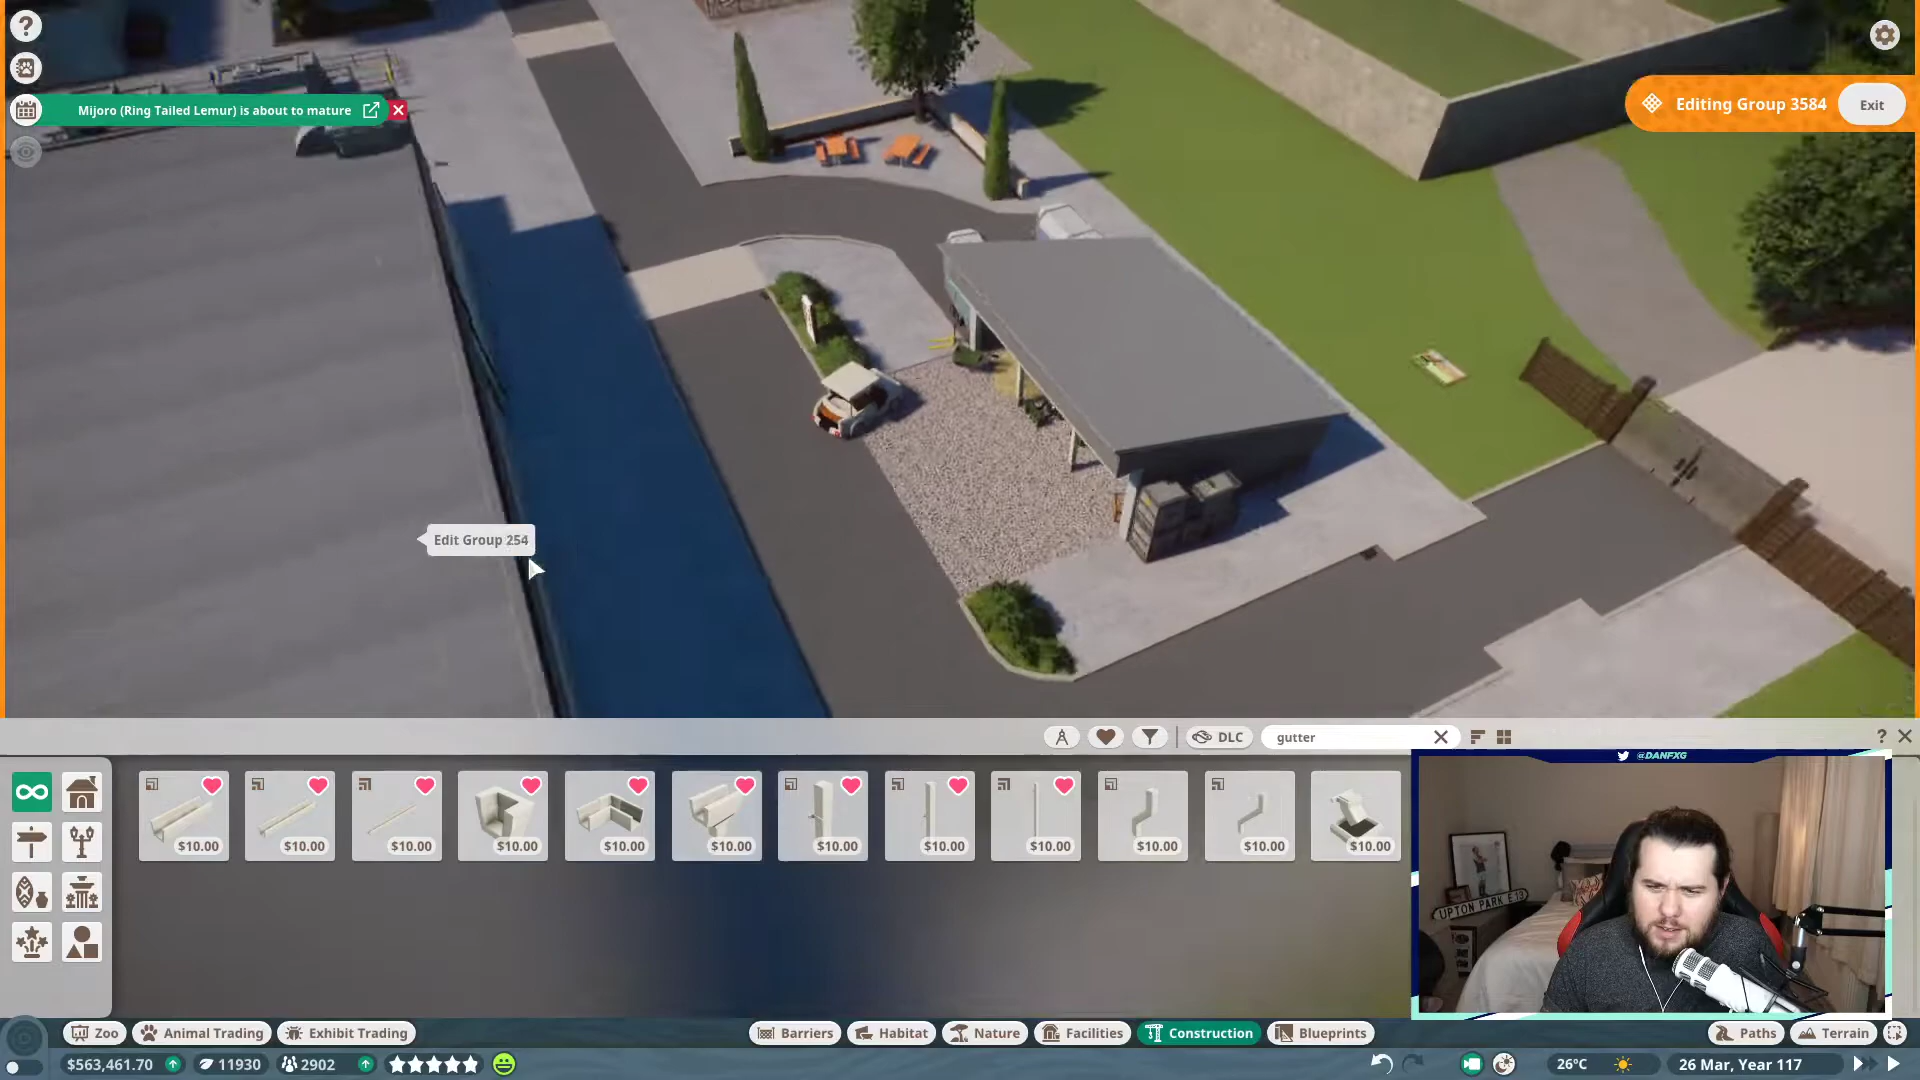 ?
Mijoro (Ring Tailed Lemur) is about to mature
Editing Group 3584
Exit
Edit Group 254
DLC
gutter
?
@DANFXG
$10.00
$10.00
$10.00
$10.00
$10.00
$10.00
$10.00
$10.00
$10.00
$10.00
$10.00
$10.00
UPTON PARK E.13
Zoo
Animal Trading
Exhibit Trading
Barriers
Habitat
Nature
Facilities
Construction
Blueprints
Paths
Terrain
$563,461.70
11930
2902
26°C
26 Mar, Year 117